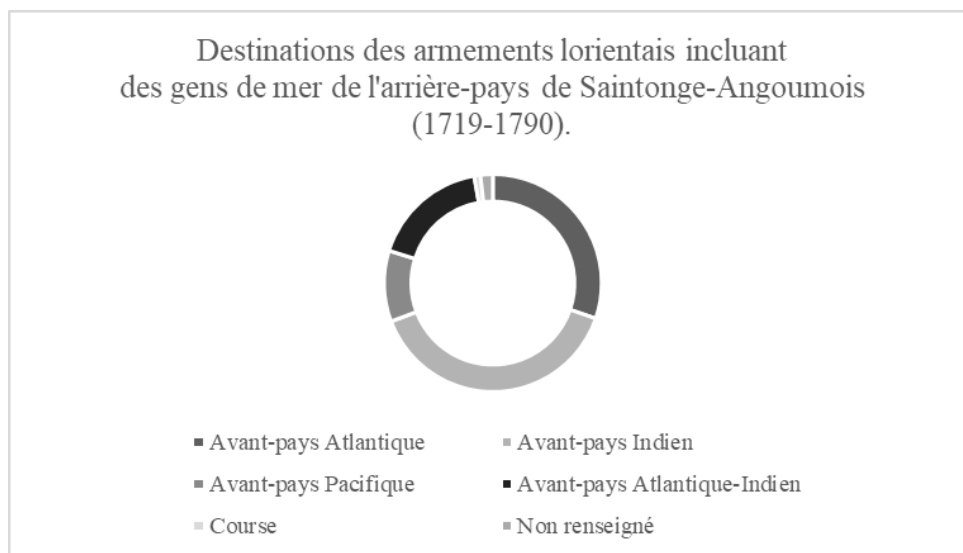 Destinations des armements lorientais incluant
des gens de mer de l'arrière-pays de Saintonge-Angoumois
(1719-1790).
Avant-pays Atlantique
Avant-pays Indien
Avant-pays Pacifique
Avant-pays Atlantique-Indien
Course
Non renseigné